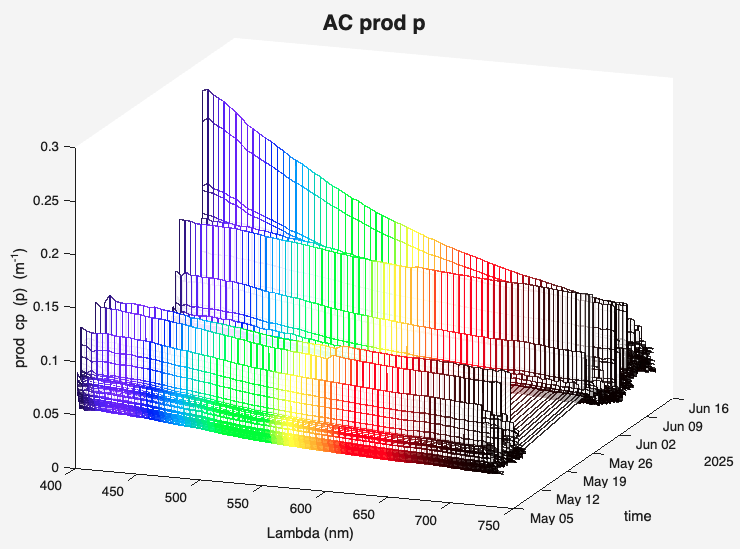 AC prod p
0.3
0.25
0.2
0.15
0.1
0.05
0
prod cp (p) (m⁻¹)
400
450
500
550
600
650
700
750
Lambda (nm)
Jun 16
Jun 09
Jun 02
May 26
May 19
May 12
May 05
2025
time